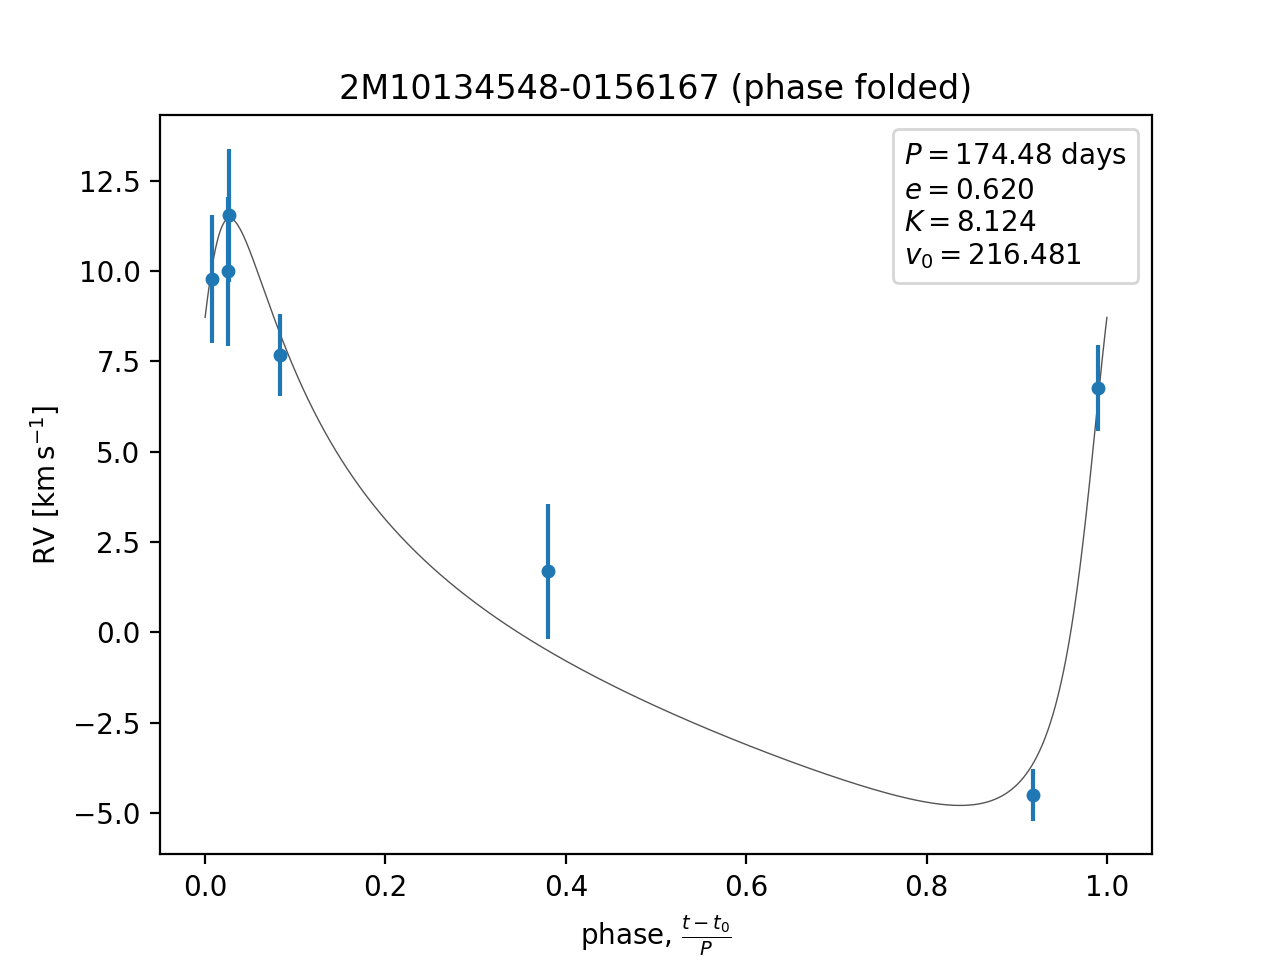 2M10134548-0156167 (phase folded)
P = 174.48 days
e = 0.620
K = 8.124
v₀ = 216.481
12.5
10.0
7.5
5.0
2.5
0.0
−2.5
−5.0
RV [km s⁻¹]
0.0 0.2 0.4 0.6 0.8 1.0
phase, (t − t₀)/P